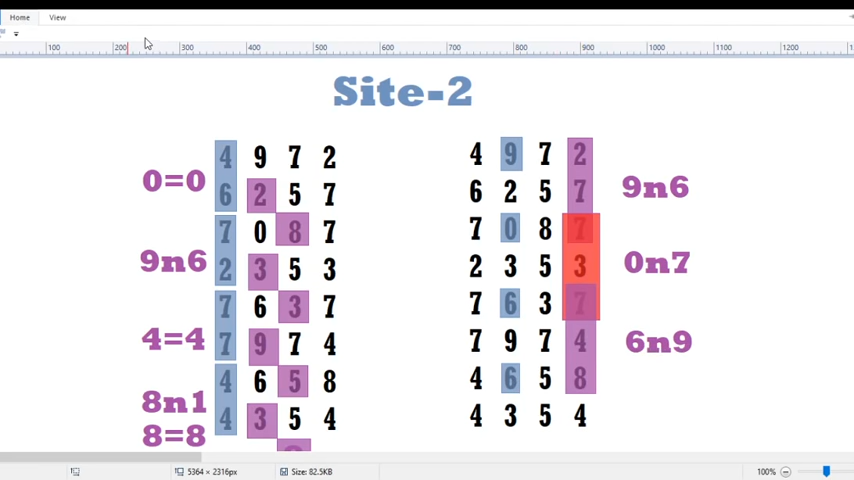 Home View
100 200 300 400 500 600 700 800 900 1000 1100 1200
Site-2
4 9 7 2
0=0
6 2 5 7
7 0 8 7
9n6
2 3 5 3
7 6 3 7
4=4
7 9 7 4
4 6 5 8
8n1
4 3 5 4
8=8
4 9 7 2
6 2 5 7
9n6
7 0 8 7
2 3 5 3
0n7
7 6 3 7
7 9 7 4
6n9
4 6 5 8
4 3 5 4
5364 × 2316px Size: 82.5KB 100%